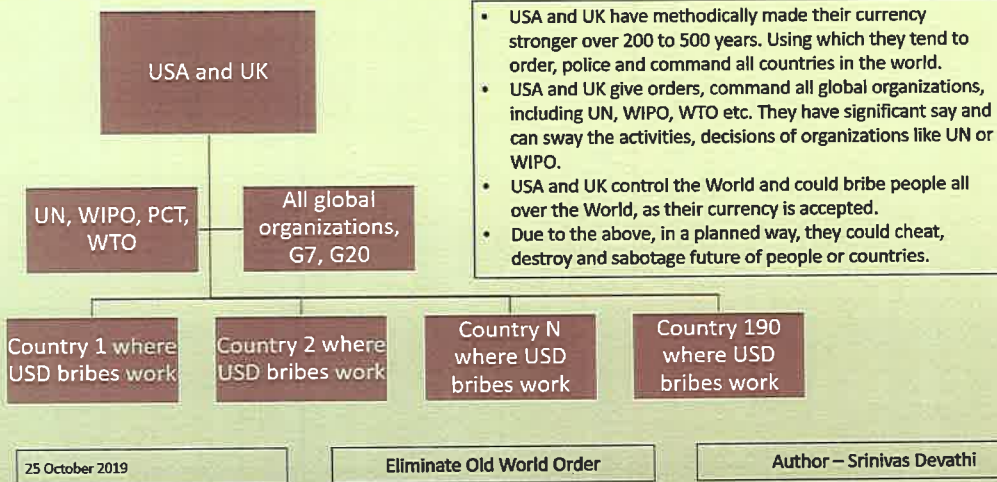 USA and UK
• USA and UK have methodically made their currency
stronger over 200 to 500 years. Using which they tend to
order, police and command all countries in the world.
• USA and UK give orders, command all global organizations,
including UN, WIPO, WTO etc. They have significant say and
can sway the activities, decisions of organizations like UN or
WIPO.
• USA and UK control the World and could bribe people all
over the World, as their currency is accepted.
• Due to the above, in a planned way, they could cheat,
destroy and sabotage future of people or countries.
UN, WIPO, PCT,
WTO
All global
organizations,
G7, G20
Country 1 where
USD bribes work
Country 2 where
USD bribes work
Country N
where USD
bribes work
Country 190
where USD
bribes work
25 October 2019
Eliminate Old World Order
Author – Srinivas Devathi